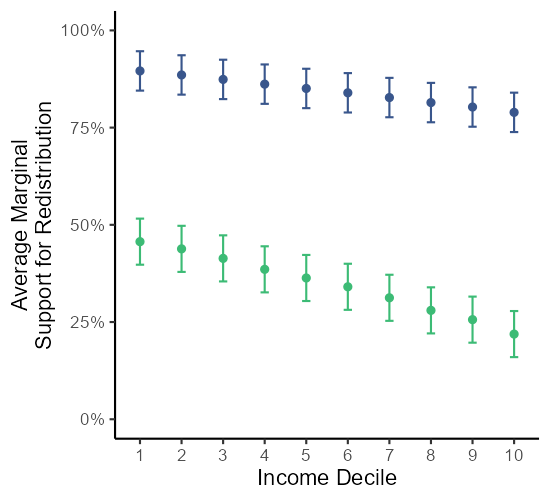 100%
75%
50%
25%
0%
Average Marginal
Support for Redistribution
1 2 3 4 5 6 7 8 9 10
Income Decile